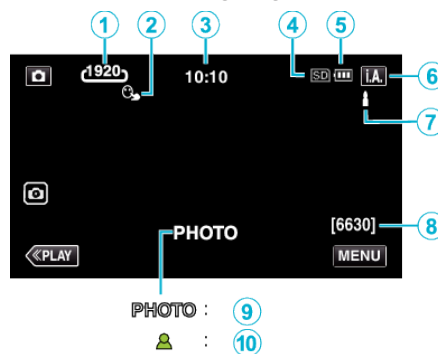 1 2 3 4 5
1920 10:10 SD i.A. 6
7
PHOTO [6630] 8
≪PLAY MENU
PHOTO : 9
: 10